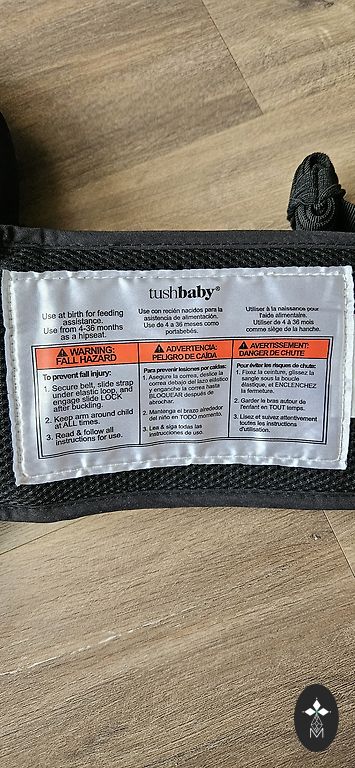 tushbaby®
Use at birth for feeding
assistance.
Use from 4-36 months
as a hipseat.
Use con recién nacidos para la
asistencia de alimentación.
Use de 4 a 36 meses como
portabebés.
Utiliser à la naissance pour
l'aide alimentaire.
Utiliser de 4 à 36 mois
comme siège de la hanche.
WARNING:
FALL HAZARD
To prevent fall injury:
1. Secure belt, slide strap
under elastic loop, and
engage slide LOCK
after buckling.
2. Keep arm around child
at ALL times.
3. Read & follow all
instructions for use.
ADVERTENCIA:
PELIGRO DE CAÍDA
Para prevenir lesiones por caídas:
1. Asegure la correa, deslice la
correa debajo del lazo elástico
y enganche la correa hasta
BLOQUEAR después de
abrochar.
2. Mantenga el brazo alrededor
del niño en TODO momento.
3. Lea & siga todas las
instrucciones de uso.
AVERTISSEMENT:
DANGER DE CHUTE
Pour éviter les risques de chute:
1. Fixez la ceinture, glissez la
sangle sous la boucle
élastique, et ENCLENCHEZ
la fermeture.
2. Garder le bras autour de
l'enfant en TOUT temps.
3. Lisez et suivez attentivement
toutes les instructions
d'utilisation.
M